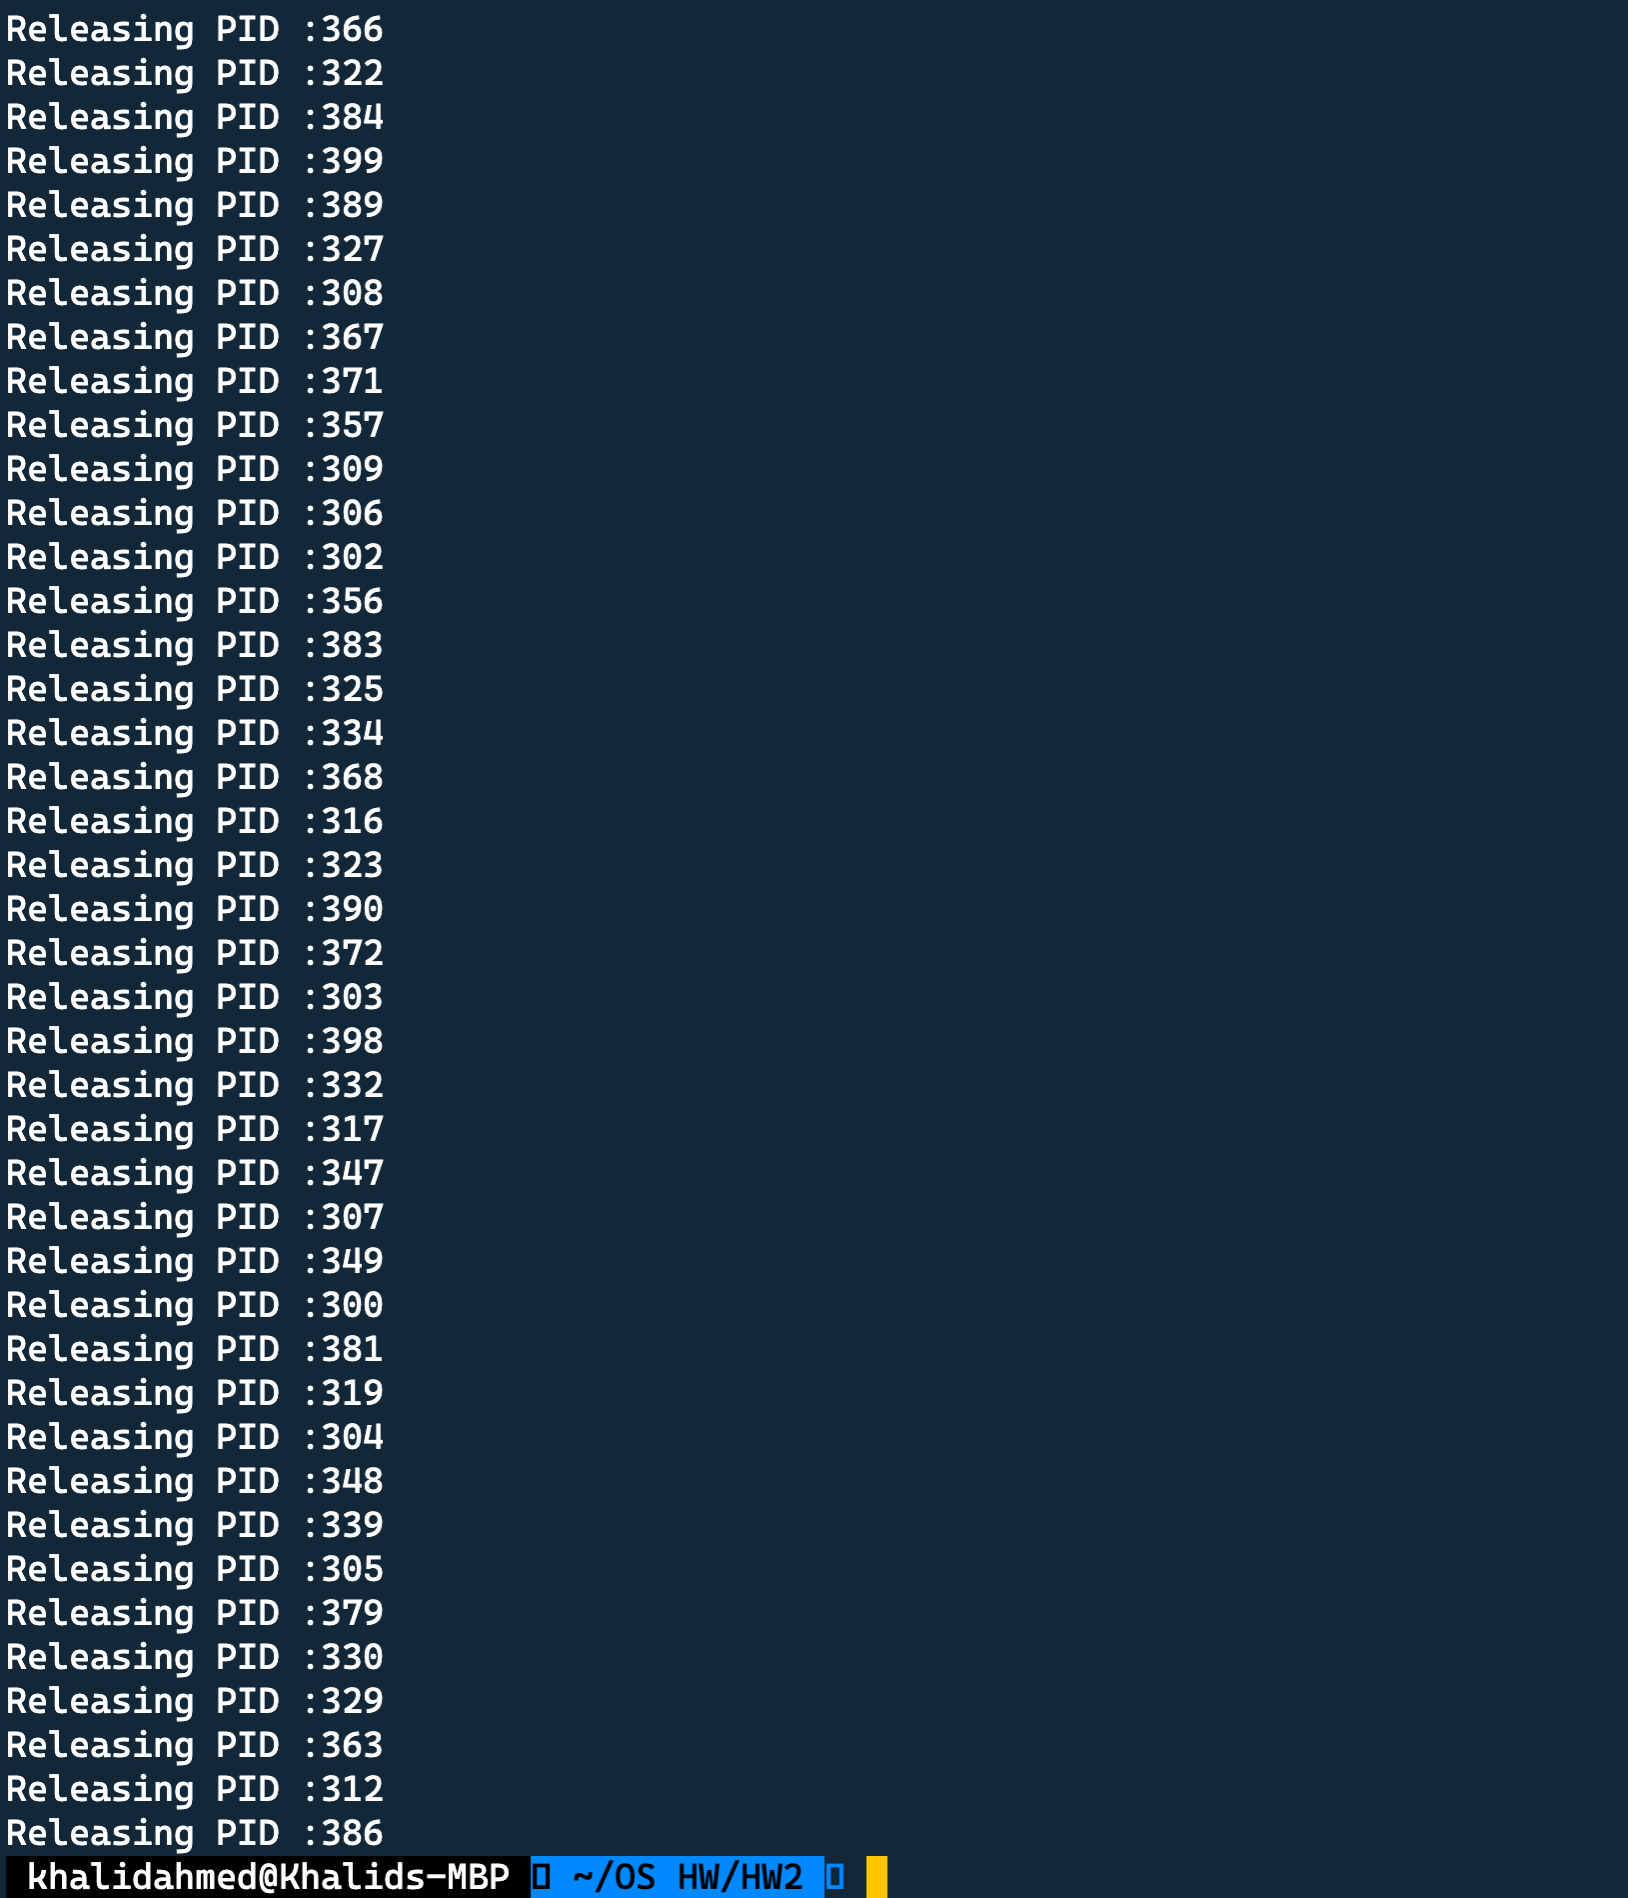 Releasing PID :366
Releasing PID :322
Releasing PID :384
Releasing PID :399
Releasing PID :389
Releasing PID :327
Releasing PID :308
Releasing PID :367
Releasing PID :371
Releasing PID :357
Releasing PID :309
Releasing PID :306
Releasing PID :302
Releasing PID :356
Releasing PID :383
Releasing PID :325
Releasing PID :334
Releasing PID :368
Releasing PID :316
Releasing PID :323
Releasing PID :390
Releasing PID :372
Releasing PID :303
Releasing PID :398
Releasing PID :332
Releasing PID :317
Releasing PID :347
Releasing PID :307
Releasing PID :349
Releasing PID :300
Releasing PID :381
Releasing PID :319
Releasing PID :304
Releasing PID :348
Releasing PID :339
Releasing PID :305
Releasing PID :379
Releasing PID :330
Releasing PID :329
Releasing PID :363
Releasing PID :312
Releasing PID :386
khalidahmed@Khalids-MBP ~/OS HW/HW2